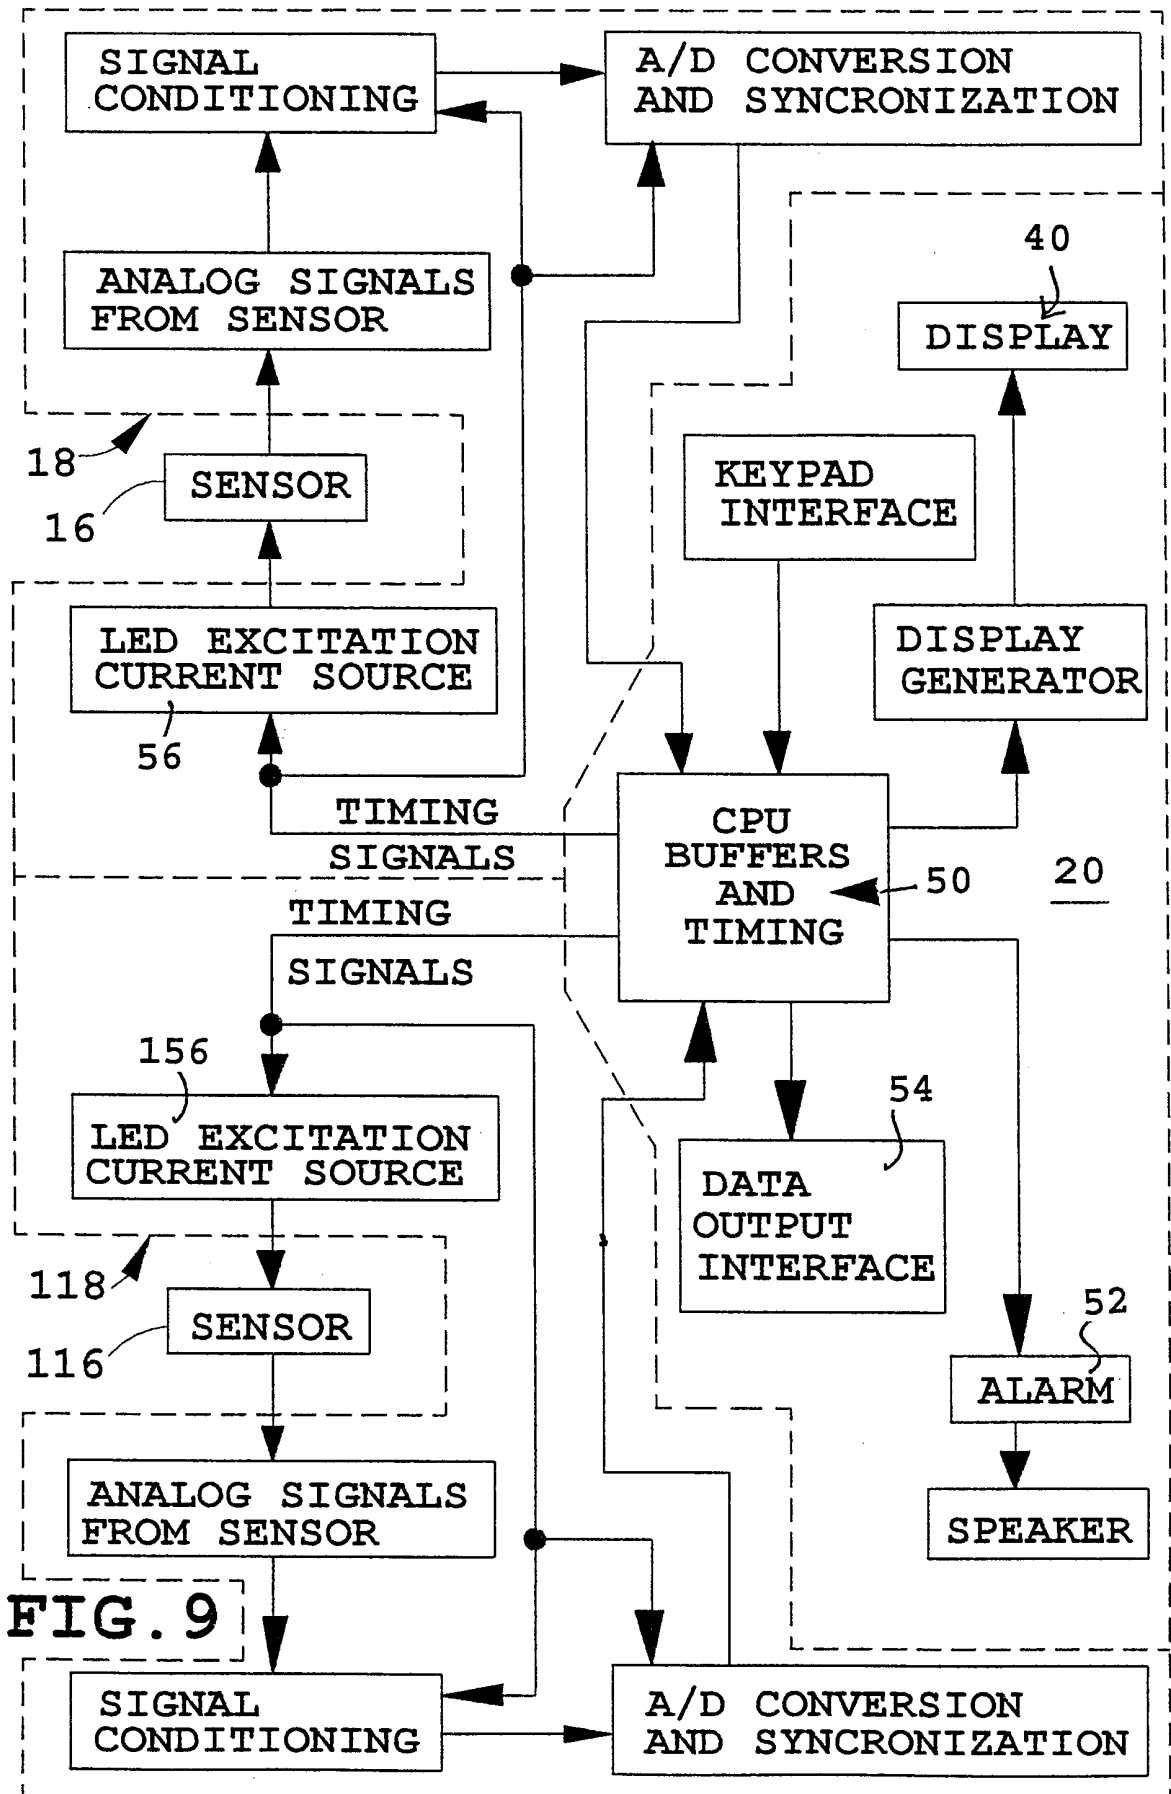 SIGNAL
CONDITIONING
A/D CONVERSION
AND SYNCRONIZATION
ANALOG SIGNALS
FROM SENSOR
40
DISPLAY
18
SENSOR
16
KEYPAD
INTERFACE
LED EXCITATION
CURRENT SOURCE
56
DISPLAY
GENERATOR
TIMING
SIGNALS
CPU
BUFFERS
AND
TIMING
50
20
TIMING
SIGNALS
156
LED EXCITATION
CURRENT SOURCE
54
DATA
OUTPUT
INTERFACE
118
SENSOR
116
52
ALARM
ANALOG SIGNALS
FROM SENSOR
SPEAKER
FIG. 9
SIGNAL
CONDITIONING
A/D CONVERSION
AND SYNCRONIZATION